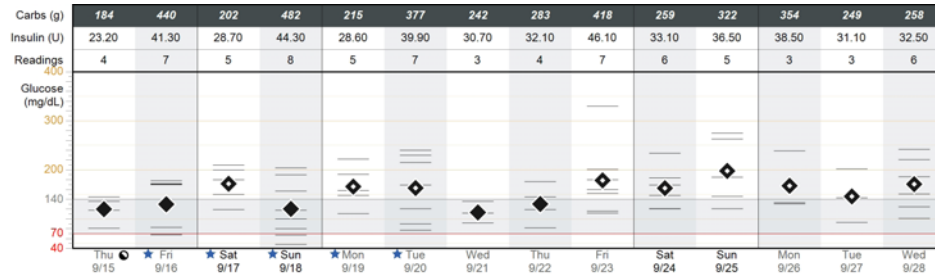 Carbs (g) 184 440 202 482 215 377 242 283 418 259 322 354 249 258
Insulin (U) 23.20 41.30 28.70 44.30 28.60 39.90 30.70 32.10 46.10 33.10 36.50 38.50 31.10 32.50
Readings 4 7 5 8 5 7 3 4 7 6 5 3 3 6
400
Glucose
(mg/dL)
300
200
140
70
40
Thu Fri Sat Sun Mon Tue Wed Thu Fri Sat Sun Mon Tue Wed
9/15 9/16 9/17 9/18 9/19 9/20 9/21 9/22 9/23 9/24 9/25 9/26 9/27 9/28